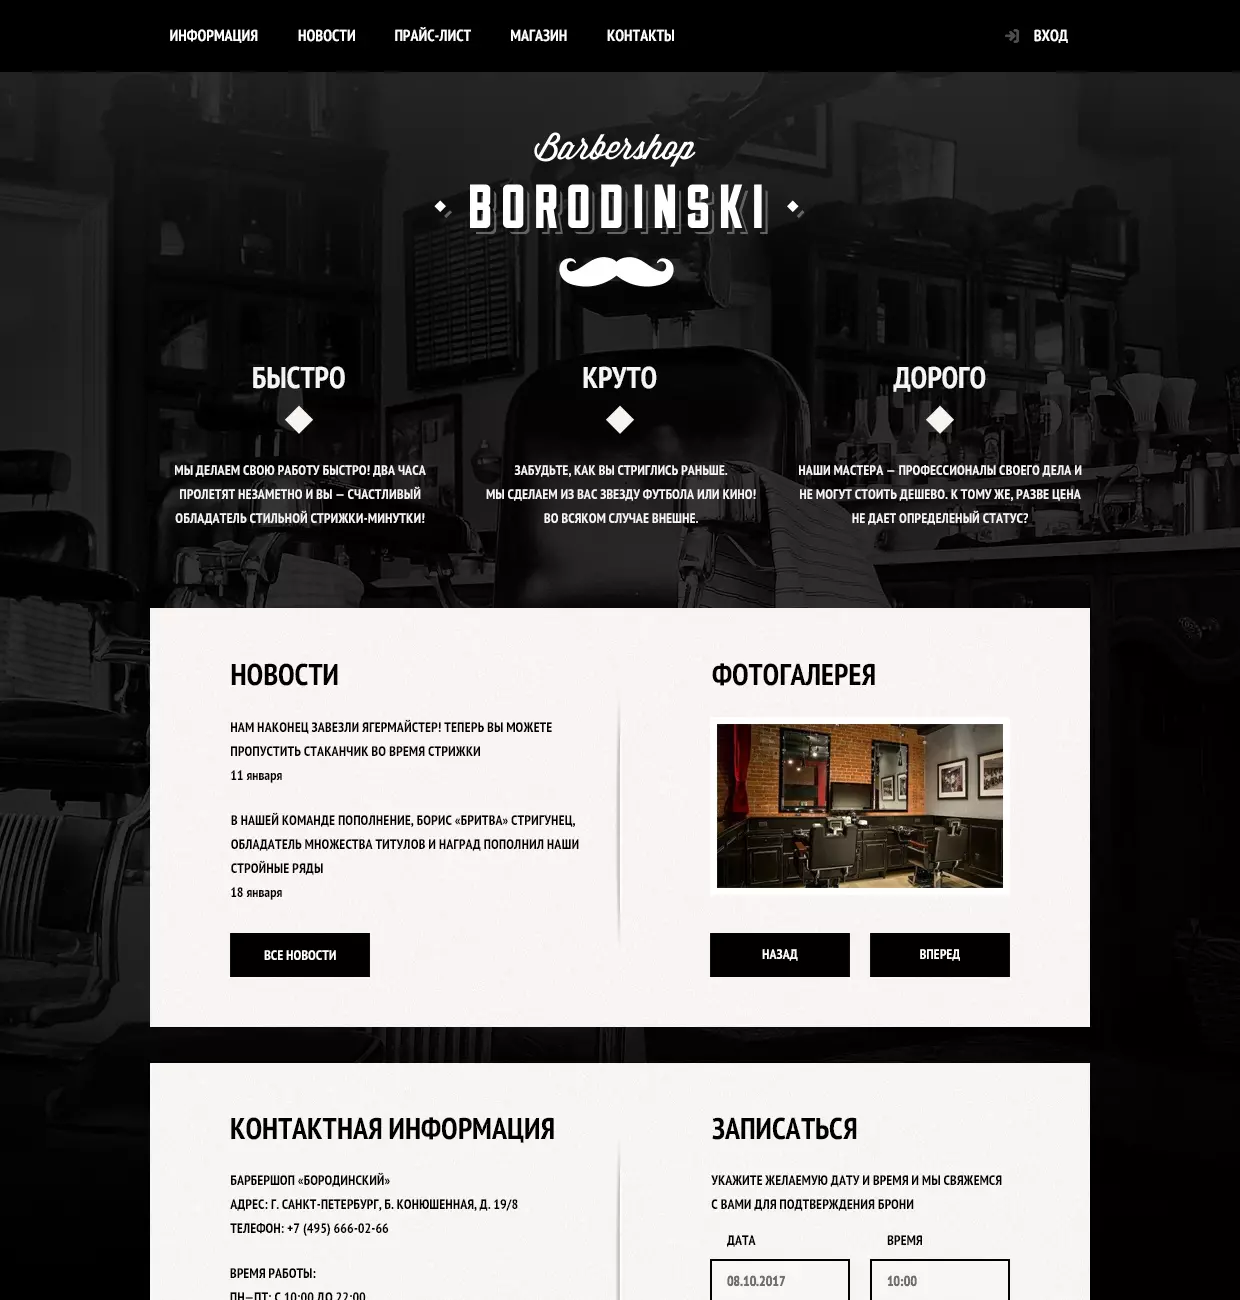 ИНФОРМАЦИЯ НОВОСТИ ПРАЙС-ЛИСТ МАГАЗИН КОНТАКТЫ ВХОД
Barbershop
BORODINSKI
БЫСТРО
МЫ ДЕЛАЕМ СВОЮ РАБОТУ БЫСТРО! ДВА ЧАСА
ПРОЛЕТЯТ НЕЗАМЕТНО И ВЫ — СЧАСТЛИВЫЙ
ОБЛАДАТЕЛЬ СТИЛЬНОЙ СТРИЖКИ-МИНУТКИ!
КРУТО
ЗАБУДЬТЕ, КАК ВЫ СТРИГЛИСЬ РАНЬШЕ.
МЫ СДЕЛАЕМ ИЗ ВАС ЗВЕЗДУ ФУТБОЛА ИЛИ КИНО!
ВО ВСЯКОМ СЛУЧАЕ ВНЕШНЕ.
ДОРОГО
НАШИ МАСТЕРА — ПРОФЕССИОНАЛЫ СВОЕГО ДЕЛА И
НЕ МОГУТ СТОИТЬ ДЕШЕВО. К ТОМУ ЖЕ, РАЗВЕ ЦЕНА
НЕ ДАЕТ ОПРЕДЕЛЕНЫЙ СТАТУС?
НОВОСТИ
НАМ НАКОНЕЦ ЗАВЕЗЛИ ЯГЕРМАЙСТЕР! ТЕПЕРЬ ВЫ МОЖЕТЕ
ПРОПУСТИТЬ СТАКАНЧИК ВО ВРЕМЯ СТРИЖКИ
11 января
В НАШЕЙ КОМАНДЕ ПОПОЛНЕНИЕ, БОРИС «БРИТВА» СТРИГУНЕЦ,
ОБЛАДАТЕЛЬ МНОЖЕСТВА ТИТУЛОВ И НАГРАД ПОПОЛНИЛ НАШИ
СТРОЙНЫЕ РЯДЫ
18 января
ВСЕ НОВОСТИ
ФОТОГАЛЕРЕЯ
НАЗАД ВПЕРЕД
КОНТАКТНАЯ ИНФОРМАЦИЯ
БАРБЕРШОП «БОРОДИНСКИЙ»
АДРЕС: Г. САНКТ-ПЕТЕРБУРГ, Б. КОНЮШЕННАЯ, Д. 19/8
ТЕЛЕФОН: +7 (495) 666-02-66
ВРЕМЯ РАБОТЫ:
ПН—ПТ: С 10:00 ДО 22:00
ЗАПИСАТЬСЯ
УКАЖИТЕ ЖЕЛАЕМУЮ ДАТУ И ВРЕМЯ И МЫ СВЯЖЕМСЯ
С ВАМИ ДЛЯ ПОДТВЕРЖДЕНИЯ БРОНИ
ДАТА ВРЕМЯ
08.10.2017 10:00